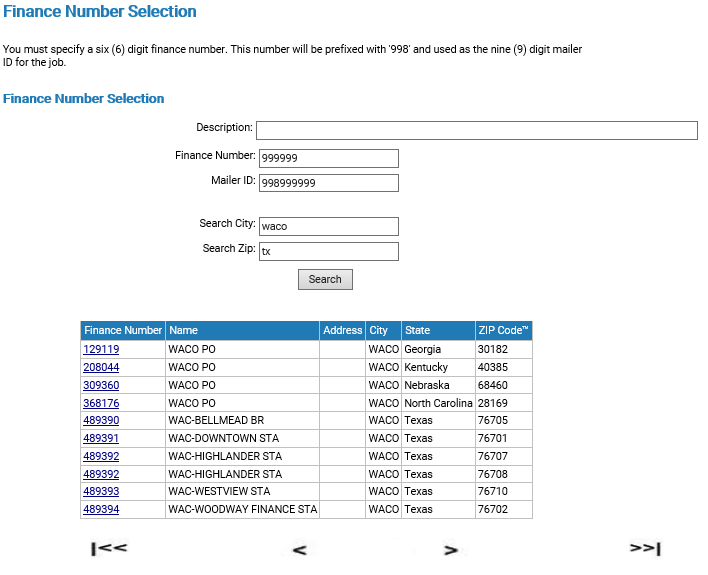 Finance Number Selection
You must specify a six (6) digit finance number. This number will be prefixed with '998' and used as the nine (9) digit mailer
ID for the job.
Finance Number Selection
Description:
Finance Number: 999999
Mailer ID: 998999999
Search City: waco
Search Zip: tx
Search
Finance Number Name Address City State ZIP Code™
129119 WACO PO WACO Georgia 30182
208044 WACO PO WACO Kentucky 40385
309360 WACO PO WACO Nebraska 68460
368176 WACO PO WACO North Carolina 28169
489390 WAC-BELLMEAD BR WACO Texas 76705
489391 WAC-DOWNTOWN STA WACO Texas 76701
489392 WAC-HIGHLANDER STA WACO Texas 76707
489392 WAC-HIGHLANDER STA WACO Texas 76708
489393 WAC-WESTVIEW STA WACO Texas 76710
489394 WAC-WOODWAY FINANCE STA WACO Texas 76702
|<< < > >>|